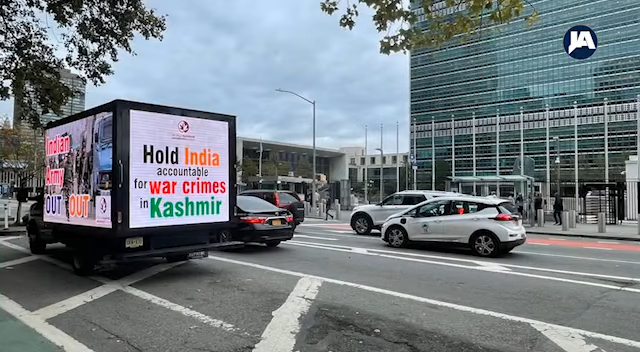 JA
Indian
Army
OUT OUT
Hold India
accountable
for war crimes
in Kashmir